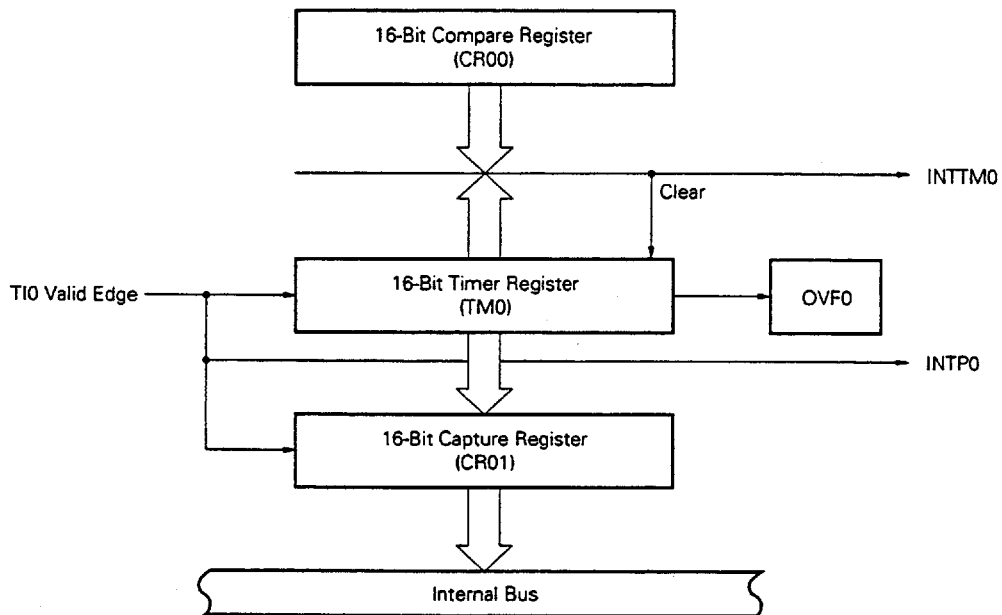 16-Bit Compare Register
(CR00)
INTTM0
Clear
TI0 Valid Edge
16-Bit Timer Register
(TM0)
OVF0
INTP0
16-Bit Capture Register
(CR01)
Internal Bus